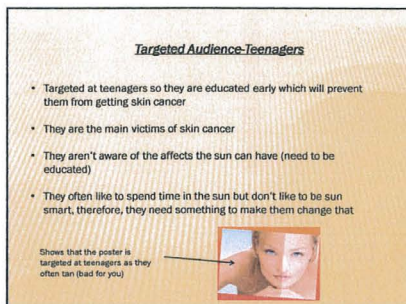 Targeted Audience-Teenagers
• Targeted at teenagers so they are educated early which will prevent
them from getting skin cancer
• They are the main victims of skin cancer
• They aren't aware of the affects the sun can have (need to be
educated)
• They often like to spend time in the sun but don't like to be sun
smart, therefore, they need something to make them change that
Shows that the poster is
targeted at teenagers as they
often tan (bad for you)